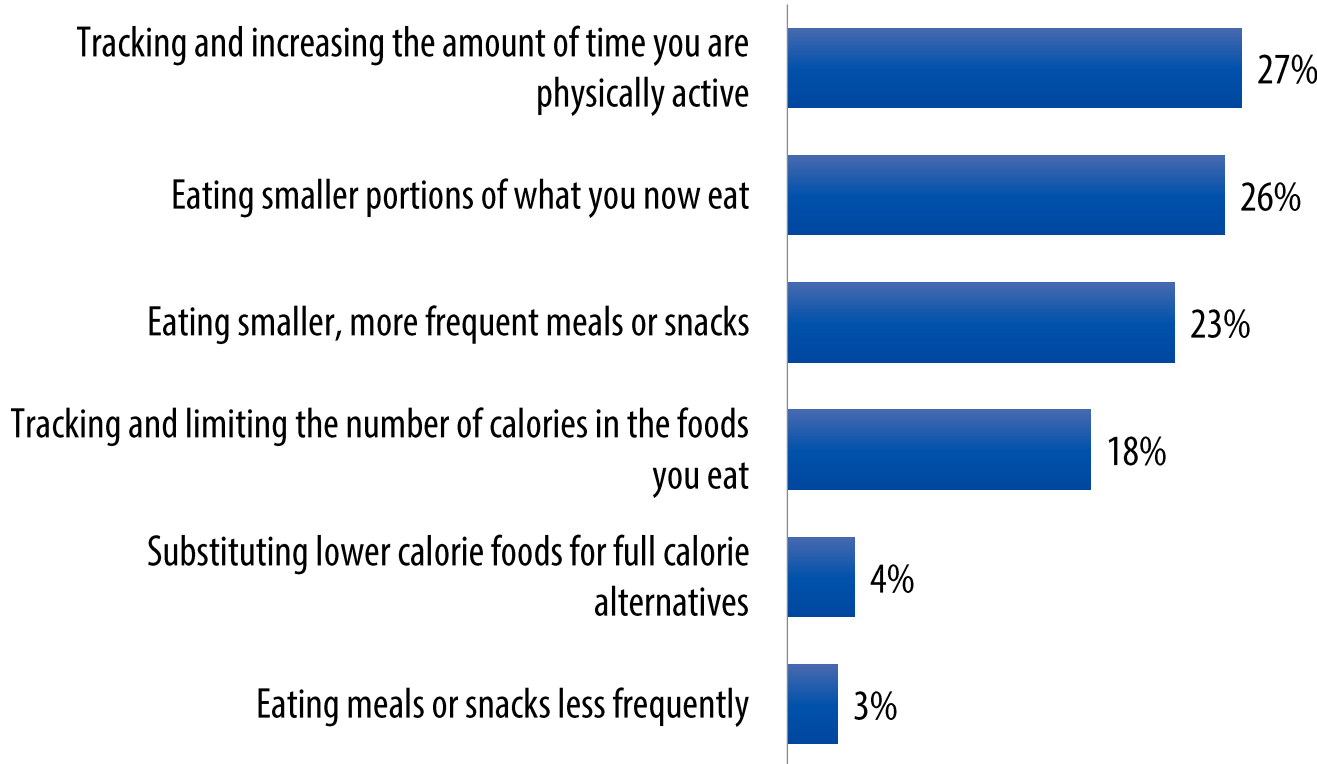 Tracking and increasing the amount of time you are
physically active
27%
Eating smaller portions of what you now eat
26%
Eating smaller, more frequent meals or snacks
23%
Tracking and limiting the number of calories in the foods
you eat
18%
Substituting lower calorie foods for full calorie
alternatives
4%
Eating meals or snacks less frequently
3%